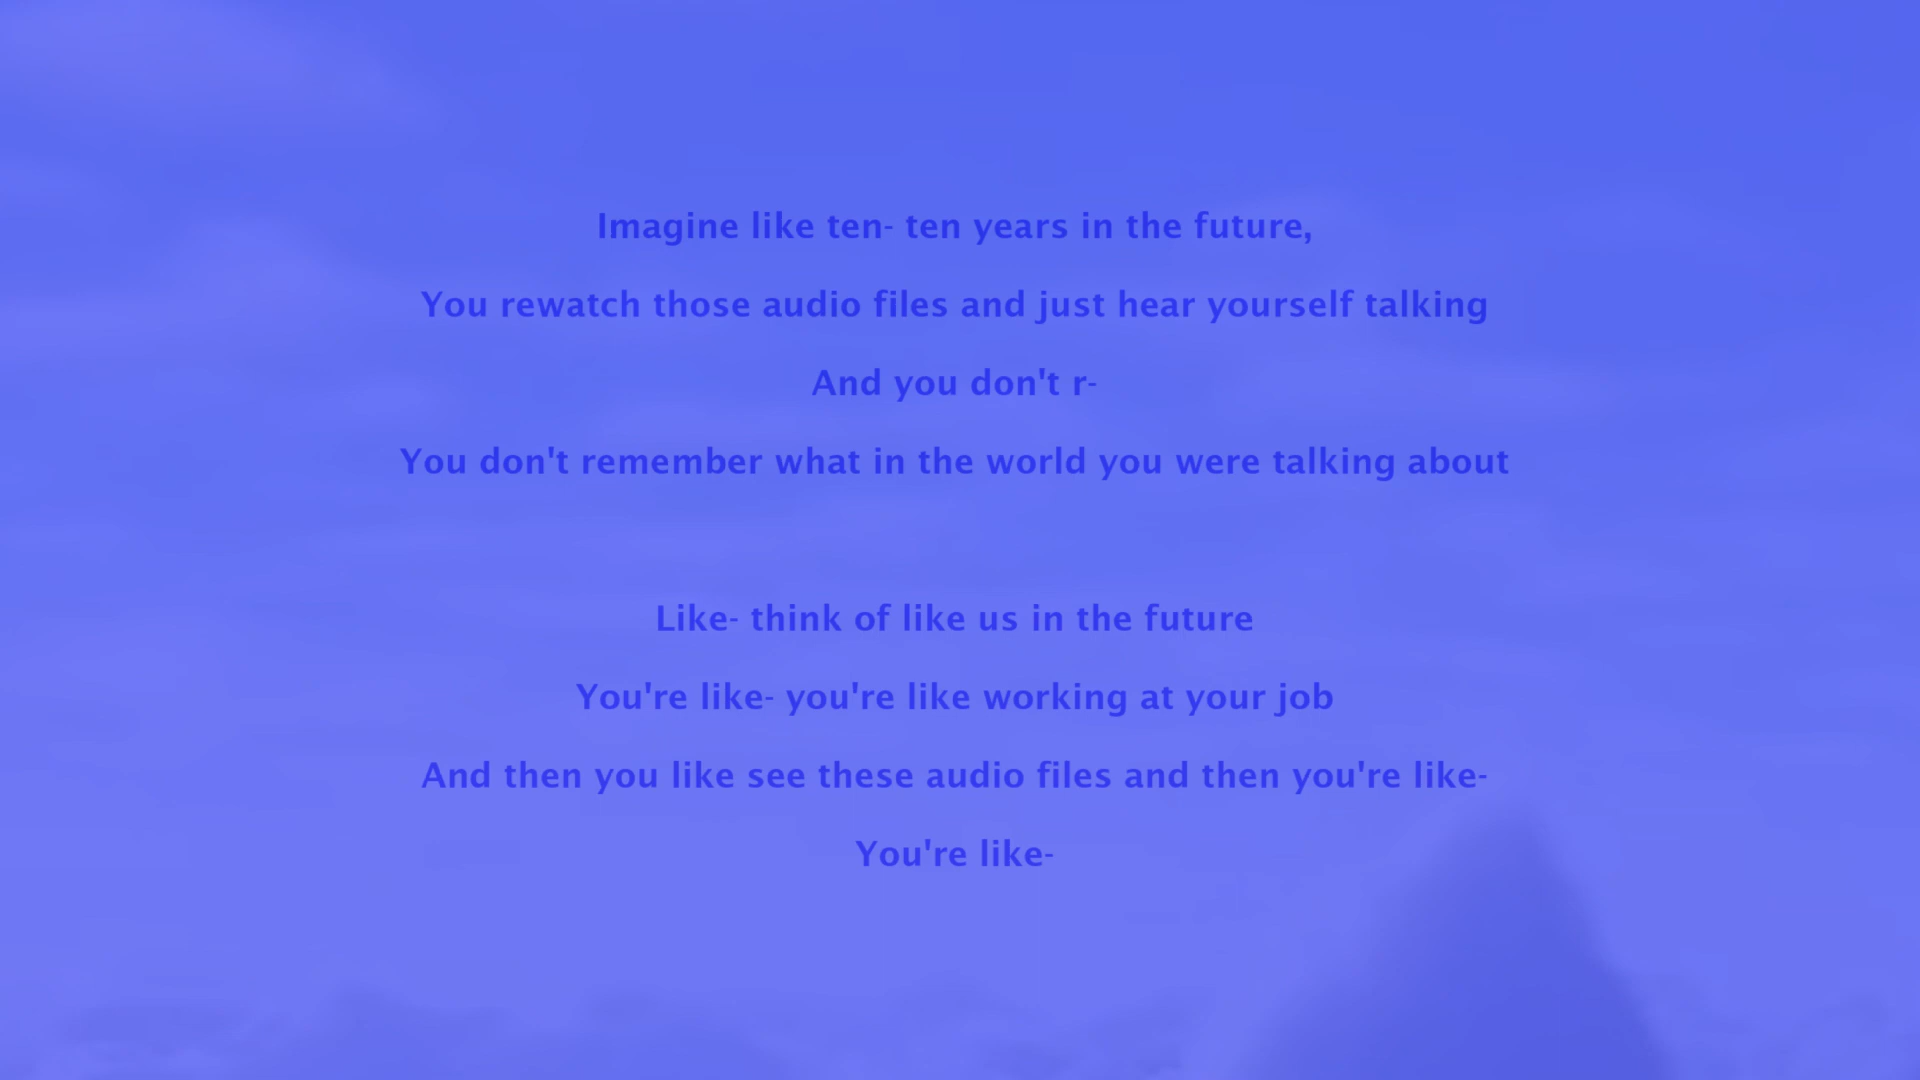 Imagine like ten- ten years in the future,
You rewatch those audio files and just hear yourself talking
And you don't r-
You don't remember what in the world you were talking about
Like- think of like us in the future
You're like- you're like working at your job
And then you like see these audio files and then you're like-
You're like-